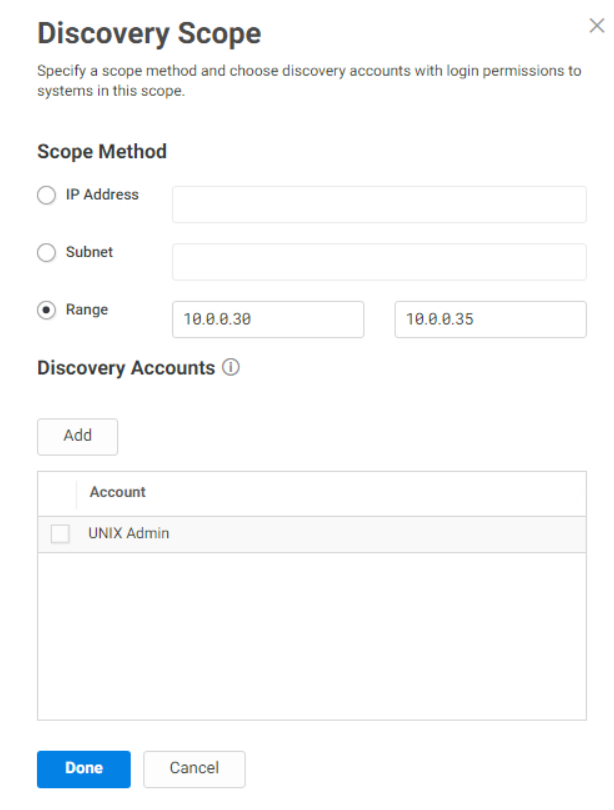 Discovery Scope
Specify a scope method and choose discovery accounts with login permissions to
systems in this scope.
Scope Method
IP Address
Subnet
Range
10.0.0.30
10.0.0.35
Discovery Accounts
Add
Account
UNIX Admin
Done
Cancel